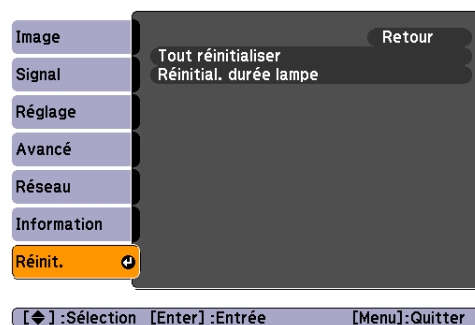 Image
Signal
Réglage
Avancé
Réseau
Information
Réinit.
Retour
Tout réinitialiser
Réinitial. durée lampe
[◆] :Sélection [Enter] :Entrée [Menu]:Quitter